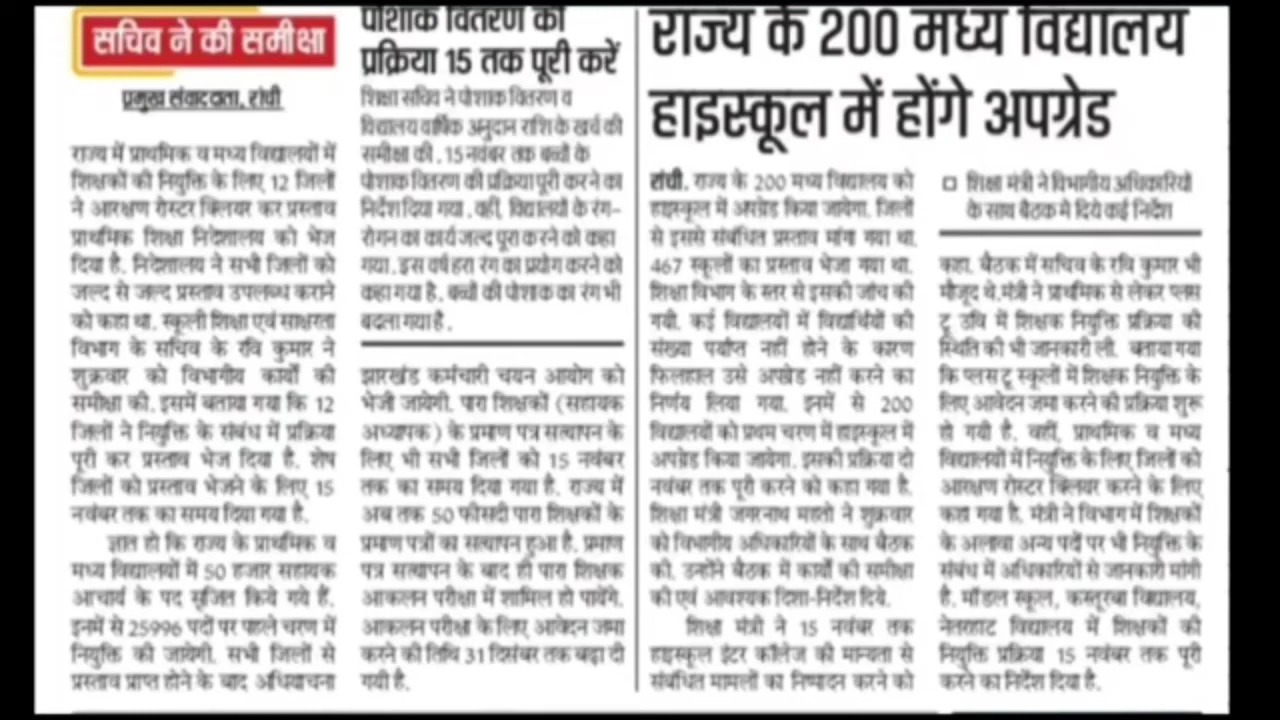 सचिव ने की समीक्षा
प्रमुख संवाददाता, रांची
राज्य में प्राथमिक व मध्य विद्यालयों में
शिक्षकों की नियुक्ति के लिए 12 जिलों
ने आरक्षण रोस्टर क्लियर कर प्रस्ताव
प्राथमिक शिक्षा निदेशालय को भेज
दिया है. निदेशालय ने सभी जिलों को
जल्द से जल्द प्रस्ताव उपलब्ध कराने
को कहा था. स्कूली शिक्षा एवं साक्षरता
विभाग के सचिव के रवि कुमार ने
शुक्रवार को विभागीय कार्यों की
समीक्षा की. इसमें बताया गया कि 12
जिलों ने नियुक्ति के संबंध में प्रक्रिया
पूरी कर प्रस्ताव भेज दिया है. शेष
जिलों को प्रस्ताव भेजने के लिए 15
नवंबर तक का समय दिया गया है.
ज्ञात हो कि राज्य के प्राथमिक व
मध्य विद्यालयों में 50 हजार सहायक
आचार्य के पद सृजित किये गये हैं.
इनमें से 25996 पदों पर पहले चरण में
नियुक्ति की जायेगी. सभी जिलों से
प्रस्ताव प्राप्त होने के बाद अधियाचना
पोशाक वितरण की
प्रक्रिया 15 तक पूरी करें
शिक्षा सचिव ने पोशाक वितरण व
विद्यालय वार्षिक अनुदान राशि के खर्च की
समीक्षा की. 15 नवंबर तक बच्चों के
पोशाक वितरण की प्रक्रिया पूरी करने का
निर्देश दिया गया. वहीं, विद्यालयों के रंग-
रोगन का कार्य जल्द पूरा करने को कहा
गया. इस वर्ष हरा रंग का प्रयोग करने को
कहा गया है. बच्चों की पोशाक का रंग भी
बदला गया है.
झारखंड कर्मचारी चयन आयोग को
भेजी जायेगी. पारा शिक्षकों (सहायक
अध्यापक) के प्रमाण पत्र सत्यापन के
लिए भी सभी जिलों को 15 नवंबर
तक का समय दिया गया है. राज्य में
अब तक 50 फीसदी पारा शिक्षकों के
प्रमाण पत्रों का सत्यापन हुआ है. प्रमाण
पत्र सत्यापन के बाद ही पारा शिक्षक
आकलन परीक्षा में शामिल हो पायेंगे.
आकलन परीक्षा के लिए आवेदन जमा
करने की तिथि 31 दिसंबर तक बढ़ा दी
गयी है.
राज्य के 200 मध्य विद्यालय
हाइस्कूल में होंगे अपग्रेड
रांची. राज्य के 200 मध्य विद्यालय को
हाइस्कूल में अपग्रेड किया जायेगा. जिलों
से इससे संबंधित प्रस्ताव मांगा गया था.
467 स्कूलों का प्रस्ताव भेजा गया था.
शिक्षा विभाग के स्तर से इसकी जांच की
गयी. कई विद्यालयों में विद्यार्थियों की
संख्या पर्याप्त नहीं होने के कारण
फिलहाल उसे अपग्रेड नहीं करने का
निर्णय लिया गया. इनमें से 200
विद्यालयों को प्रथम चरण में हाइस्कूल में
अपग्रेड किया जायेगा. इसकी प्रक्रिया दो
नवंबर तक पूरी करने को कहा गया है.
शिक्षा मंत्री जगरनाथ महतो ने शुक्रवार
को विभागीय अधिकारियों के साथ बैठक
की. उन्होंने बैठक में कार्यों की समीक्षा
की एवं आवश्यक दिशा-निर्देश दिये.
शिक्षा मंत्री ने 15 नवंबर तक
हाइस्कूल इंटर कॉलेज की मान्यता से
संबंधित मामलों का निष्पादन करने को
□ शिक्षा मंत्री ने विभागीय अधिकारियों
के साथ बैठक मे दिये कई निर्देश
कहा. बैठक में सचिव के रवि कुमार भी
मौजूद थे.मंत्री ने प्राथमिक से लेकर प्लस
टू उवि में शिक्षक नियुक्ति प्रक्रिया की
स्थिति की भी जानकारी ली. बताया गया
कि प्लस टू स्कूलों में शिक्षक नियुक्ति के
लिए आवेदन जमा करने की प्रक्रिया शुरू
हो गयी है. वहीं, प्राथमिक व मध्य
विद्यालयों में नियुक्ति के लिए जिलों को
आरक्षण रोस्टर क्लियर करने के लिए
कहा गया है. मंत्री ने विभाग में शिक्षकों
के अलावा अन्य पदों पर भी नियुक्ति के
संबंध में अधिकारियों से जानकारी मांगी
है. मॉडल स्कूल, कस्तूरबा विद्यालय,
नेतरहाट विद्यालय में शिक्षकों की
नियुक्ति प्रक्रिया 15 नवंबर तक पूरी
करने का निर्देश दिया है.